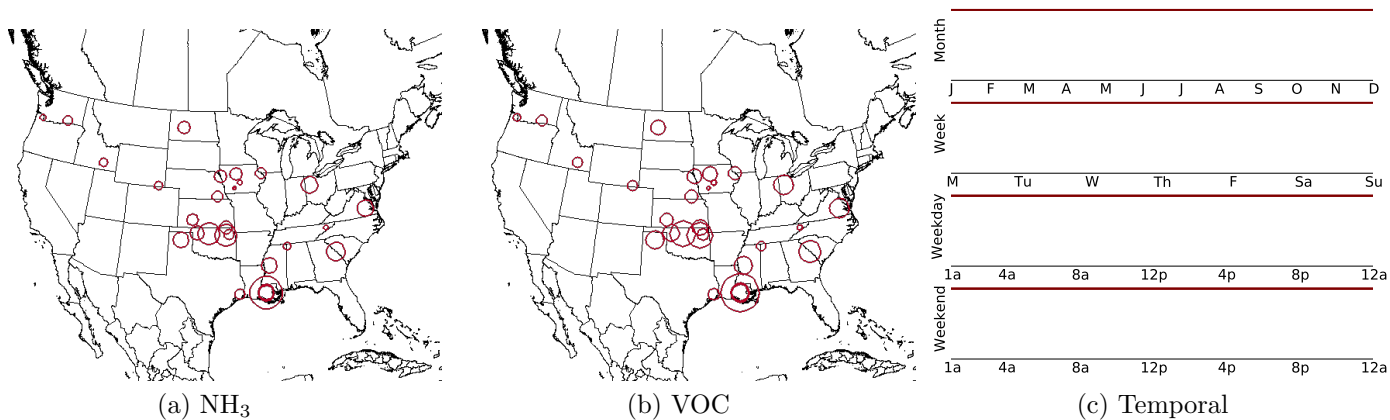 Month
J F M A M J J A S O N D
Week
M Tu W Th F Sa Su
Weekday
1a 4a 8a 12p 4p 8p 12a
Weekend
1a 4a 8a 12p 4p 8p 12a
(a) NH₃
(b) VOC
(c) Temporal